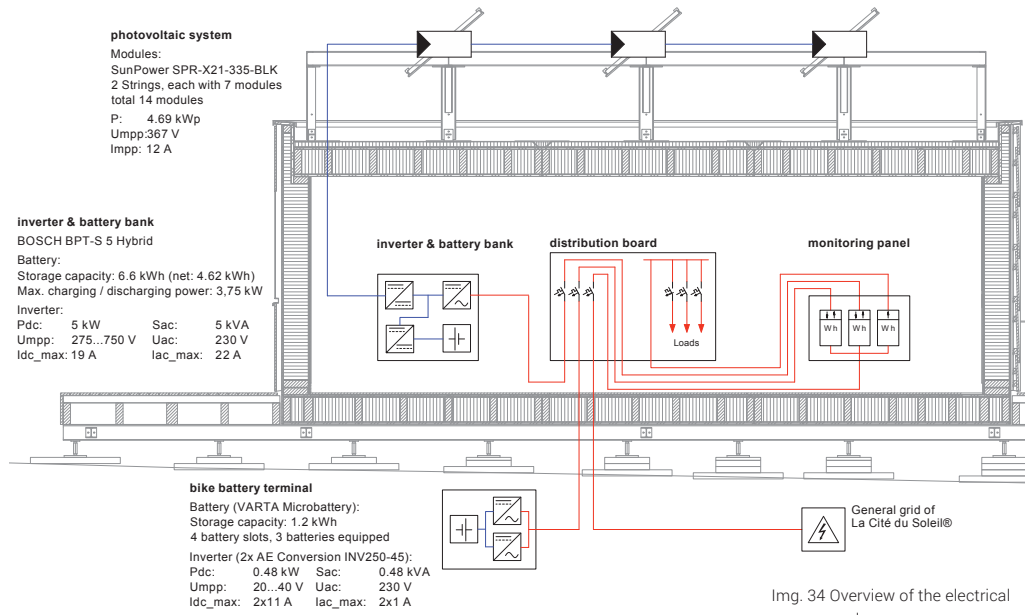 photovoltaic system
Modules:
SunPower SPR-X21-335-BLK
2 Strings, each with 7 modules
total 14 modules
P: 4.69 kWp
Umpp:367 V
Impp: 12 A
inverter & battery bank
BOSCH BPT-S 5 Hybrid
Battery:
Storage capacity: 6.6 kWh (net: 4.62 kWh)
Max. charging / discharging power: 3,75 kW
Inverter:
Pdc: 5 kW Sac: 5 kVA
Umpp: 275...750 V Uac: 230 V
Idc_max: 19 A Iac_max: 22 A
inverter & battery bank
distribution board
Loads
monitoring panel
Wh Wh Wh
bike battery terminal
Battery (VARTA Microbattery):
Storage capacity: 1.2 kWh
4 battery slots, 3 batteries equipped
Inverter (2x AE Conversion INV250-45):
Pdc: 0.48 kW Sac: 0.48 kVA
Umpp: 20...40 V Uac: 230 V
Idc_max: 2x11 A Iac_max: 2x1 A
General grid of
La Cité du Soleil®
Img. 34 Overview of the electrical